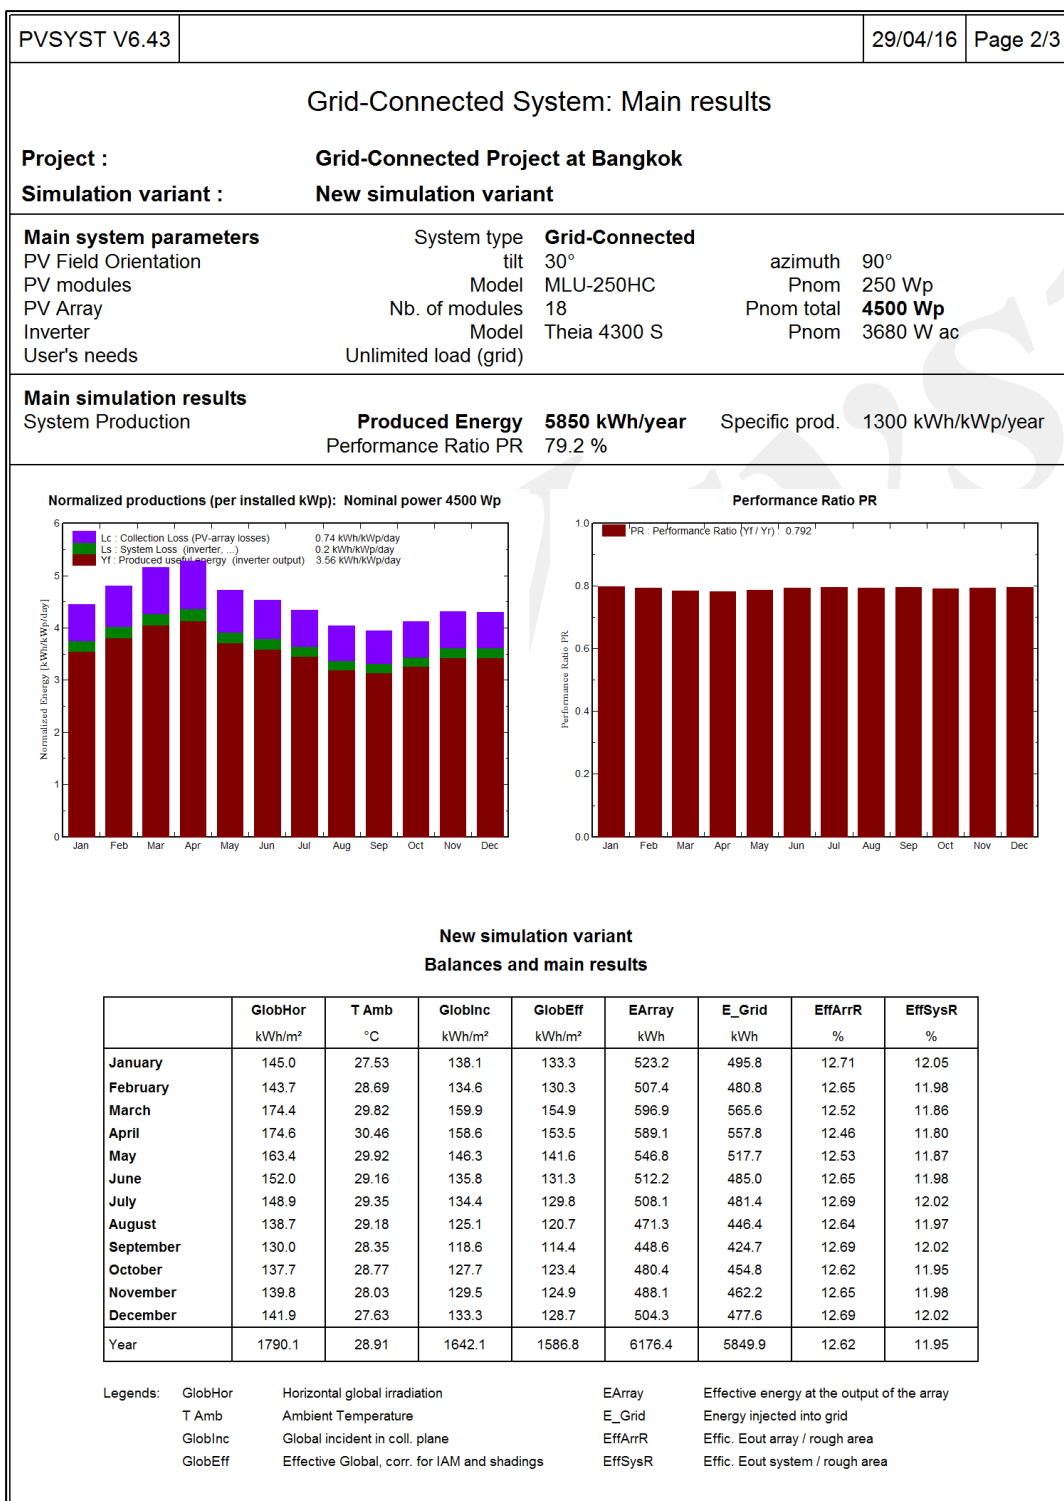 PVSYST V6.43 29/04/16 Page 2/3
Grid-Connected System: Main results
Project : Grid-Connected Project at Bangkok
Simulation variant : New simulation variant
Main system parameters System type Grid-Connected
PV Field Orientation tilt 30° azimuth 90°
PV modules Model MLU-250HC Pnom 250 Wp
PV Array Nb. of modules 18 Pnom total 4500 Wp
Inverter Model Theia 4300 S Pnom 3680 W ac
User's needs Unlimited load (grid)
Main simulation results
System Production Produced Energy 5850 kWh/year Specific prod. 1300 kWh/kWp/year
Performance Ratio PR 79.2 %
Normalized productions (per installed kWp): Nominal power 4500 Wp
Lc : Collection Loss (PV-array losses) 0.74 kWh/kWp/day
Ls : System Loss (inverter, ...) 0.2 kWh/kWp/day
Yf : Produced useful energy (inverter output) 3.56 kWh/kWp/day
Normalized Energy [kWh/kWp/day]
6
5
4
3
2
1
0
Jan Feb Mar Apr May Jun Jul Aug Sep Oct Nov Dec
Performance Ratio PR
PR : Performance Ratio (Yf / Yr) : 0.792
Performance Ratio PR
1.0
0.8
0.6
0.4
0.2
0.0
Jan Feb Mar Apr May Jun Jul Aug Sep Oct Nov Dec
New simulation variant
Balances and main results
GlobHor T Amb GlobInc GlobEff EArray E_Grid EffArrR EffSysR
kWh/m² °C kWh/m² kWh/m² kWh kWh % %
January 145.0 27.53 138.1 133.3 523.2 495.8 12.71 12.05
February 143.7 28.69 134.6 130.3 507.4 480.8 12.65 11.98
March 174.4 29.82 159.9 154.9 596.9 565.6 12.52 11.86
April 174.6 30.46 158.6 153.5 589.1 557.8 12.46 11.80
May 163.4 29.92 146.3 141.6 546.8 517.7 12.53 11.87
June 152.0 29.16 135.8 131.3 512.2 485.0 12.65 11.98
July 148.9 29.35 134.4 129.8 508.1 481.4 12.69 12.02
August 138.7 29.18 125.1 120.7 471.3 446.4 12.64 11.97
September 130.0 28.35 118.6 114.4 448.6 424.7 12.69 12.02
October 137.7 28.77 127.7 123.4 480.4 454.8 12.62 11.95
November 139.8 28.03 129.5 124.9 488.1 462.2 12.65 11.98
December 141.9 27.63 133.3 128.7 504.3 477.6 12.69 12.02
Year 1790.1 28.91 1642.1 1586.8 6176.4 5849.9 12.62 11.95
Legends: GlobHor Horizontal global irradiation EArray Effective energy at the output of the array
T Amb Ambient Temperature E_Grid Energy injected into grid
GlobInc Global incident in coll. plane EffArrR Effic. Eout array / rough area
GlobEff Effective Global, corr. for IAM and shadings EffSysR Effic. Eout system / rough area